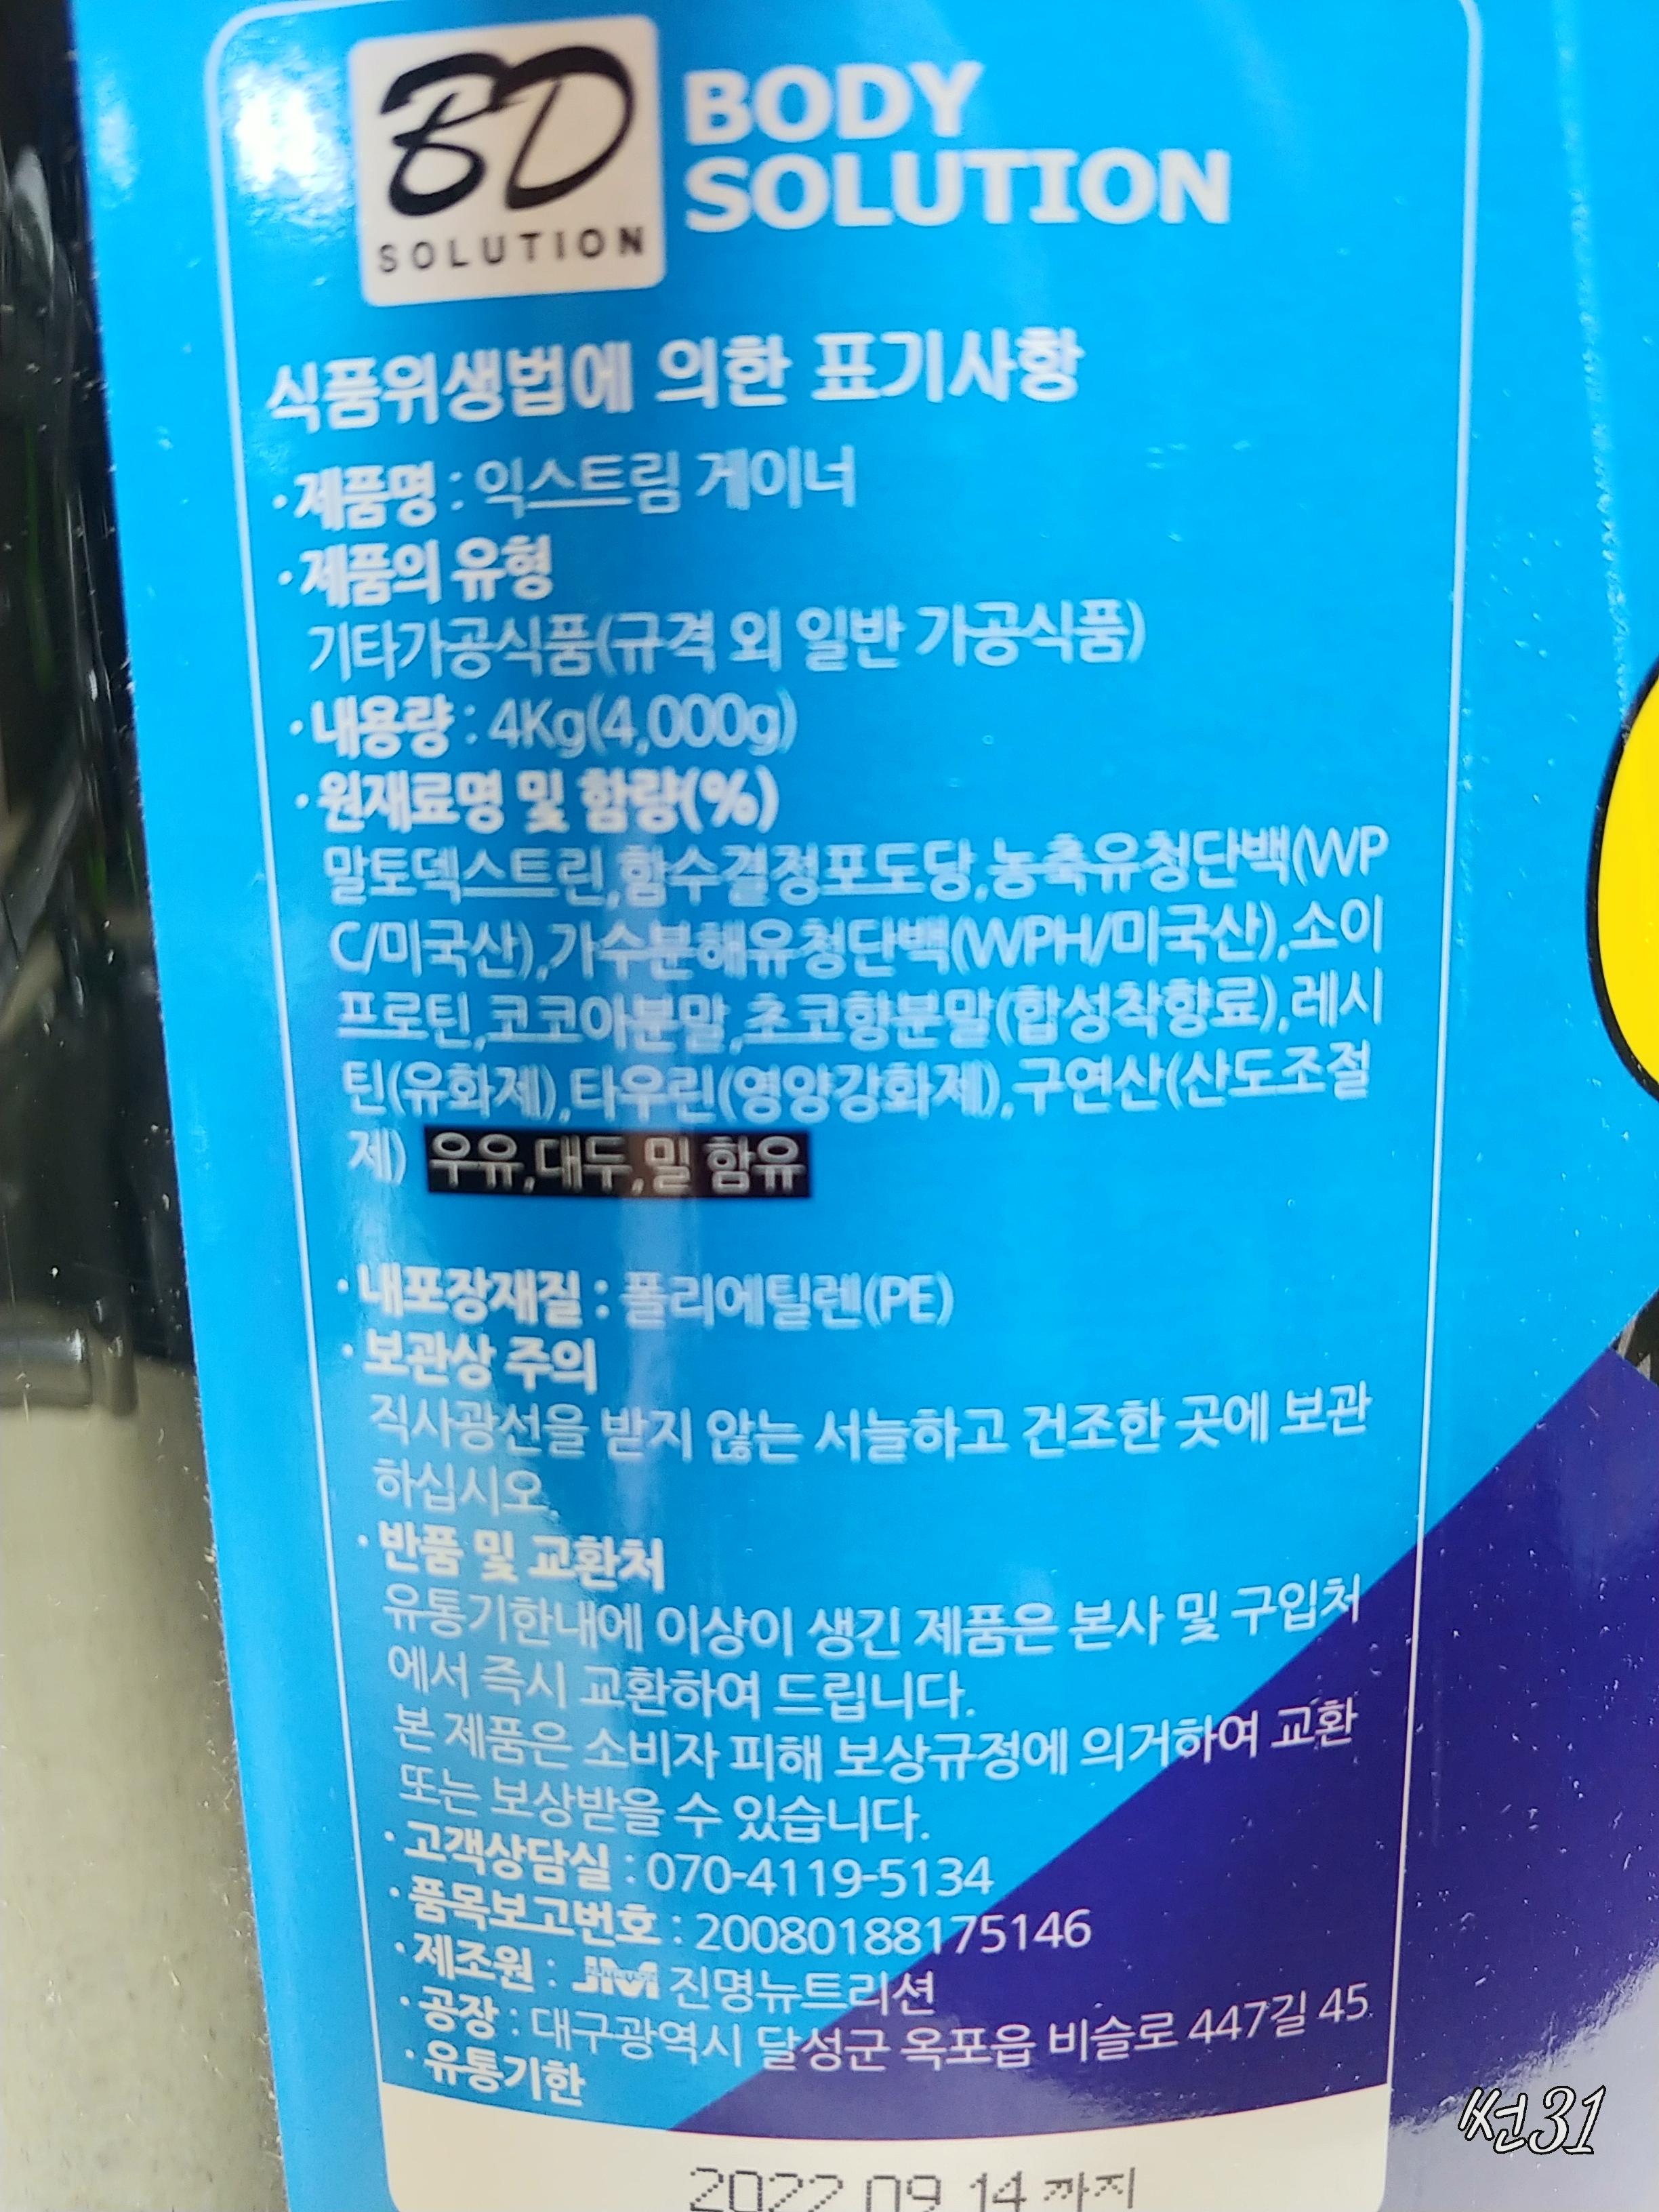 BD
SOLUTION
BODY
SOLUTION
식품위생법에 의한 표기사항
·제품명 : 익스트림 게이너
·제품의 유형
기타가공식품(규격 외 일반 가공식품)
·내용량 : 4Kg(4,000g)
·원재료명 및 함량(%)
말토덱스트린,함수결정포도당,농축유청단백(WP
C/미국산),가수분해유청단백(WPH/미국산),소이
프로틴,코코아분말,초코향분말(합성착향료),레시
틴(유화제),타우린(영양강화제),구연산(산도조절
제) 우유,대두,밀 함유
·내포장재질 : 폴리에틸렌(PE)
·보관상 주의
직사광선을 받지 않는 서늘하고 건조한 곳에 보관
하십시오.
·반품 및 교환처
유통기한내에 이상이 생긴 제품은 본사 및 구입처
에서 즉시 교환하여 드립니다.
본 제품은 소비자 피해 보상규정에 의거하여 교환
또는 보상받을 수 있습니다.
·고객상담실 : 070-4119-5134
·품목보고번호 : 20080188175146
·제조원 : JM 진명뉴트리션
·공장 : 대구광역시 달성군 옥포읍 비슬로 447길 45
·유통기한
2022.09.14 까지
썬31